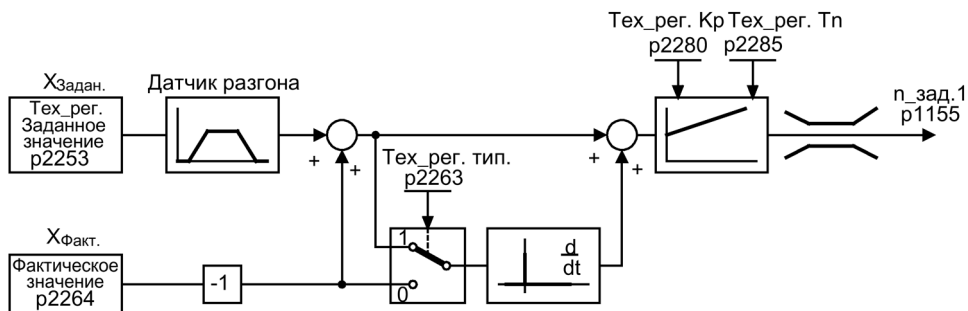 Тех_рег. Kp
p2280
Тех_рег. Tn
p2285
XЗадан.
Датчик разгона
n_зад.1
p1155
Тех_рег.
Заданное
значение
p2253
+
+
+
+
Тех_рег. тип.
p2263
XФакт.
1
0
d
dt
Фактическое
значение
p2264
-1